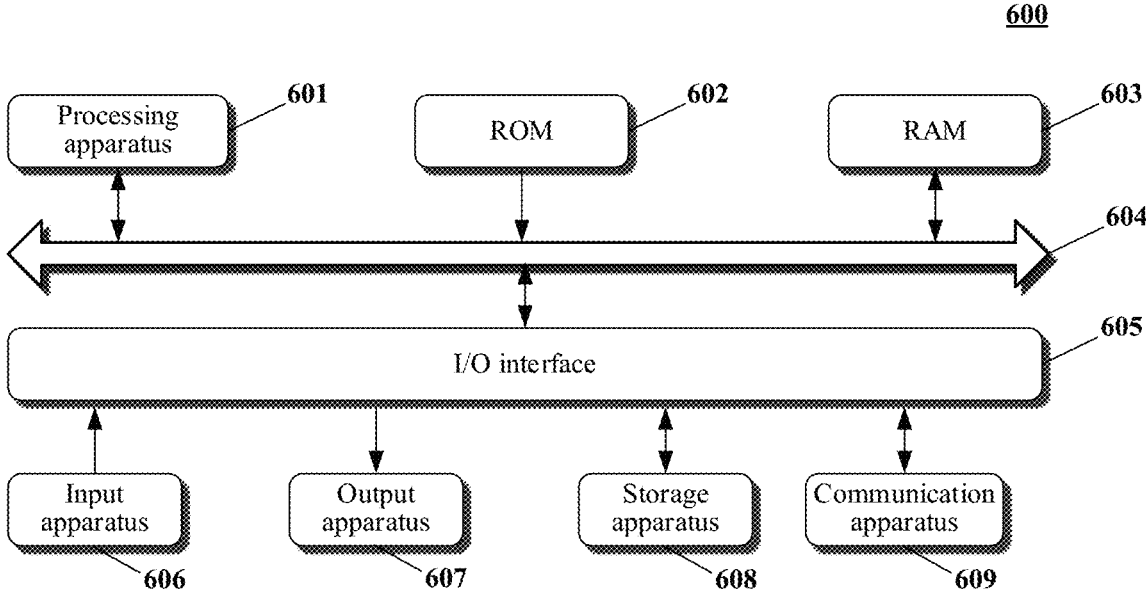 600
601
602
603
Processing
apparatus
ROM
RAM
604
605
I/O interface
Input
apparatus
Output
apparatus
Storage
apparatus
Communication
apparatus
606
607
608
609